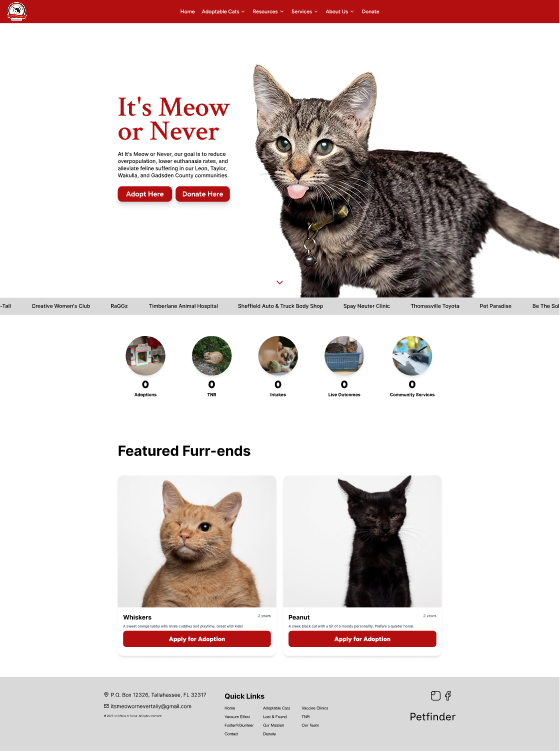 Home Adoptable Cats Resources Services About Us Donate
It's Meow
or Never
At It's Meow or Never, our goal is to reduce
overpopulation, lower euthanasia rates, and
alleviate feline suffering in our Leon, Taylor,
Wakulla, and Gadsden County communities.
Adopt Here Donate Here
-Tail Creative Women's Club RaGGz Timberlane Animal Hospital Sheffield Auto & Truck Body Shop Spay Neuter Clinic Thomasville Toyota Pet Paradise Be The Sol
0 0 0 0 0
Adoptions TNR Intakes Live Outcomes Community Services
Featured Furr-ends
Whiskers 2 years
A sweet orange tabby who loves cuddles and playtime. Great with kids!
Apply for Adoption
Peanut 2 years
A sleek black cat with a bit of a moody personality. Prefers a quieter home.
Apply for Adoption
P.O. Box 12326, Tallahassee, FL 32317
itsmeowornevertally@gmail.com
Quick Links
Home Adoptable Cats Vaccine Clinics
Vacuum Effect Lost & Found TNR
Foster/Volunteer Our Mission Our Team
Contact Donate
Petfinder